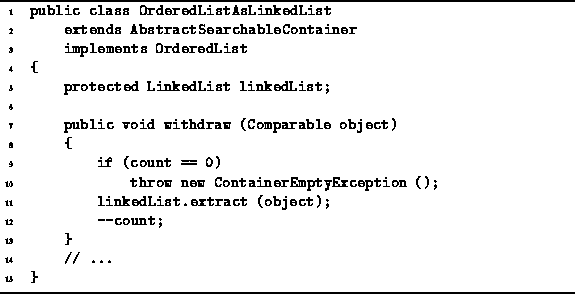 1 public class OrderedListAsLinkedList
2 extends AbstractSearchableContainer
3 implements OrderedList
4 {
5 protected LinkedList linkedList;
6
7 public void withdraw (Comparable object)
8 {
9 if (count == 0)
10 throw new ContainerEmptyException ();
11 linkedList.extract (object);
12 --count;
13 }
14 // ...
15 }